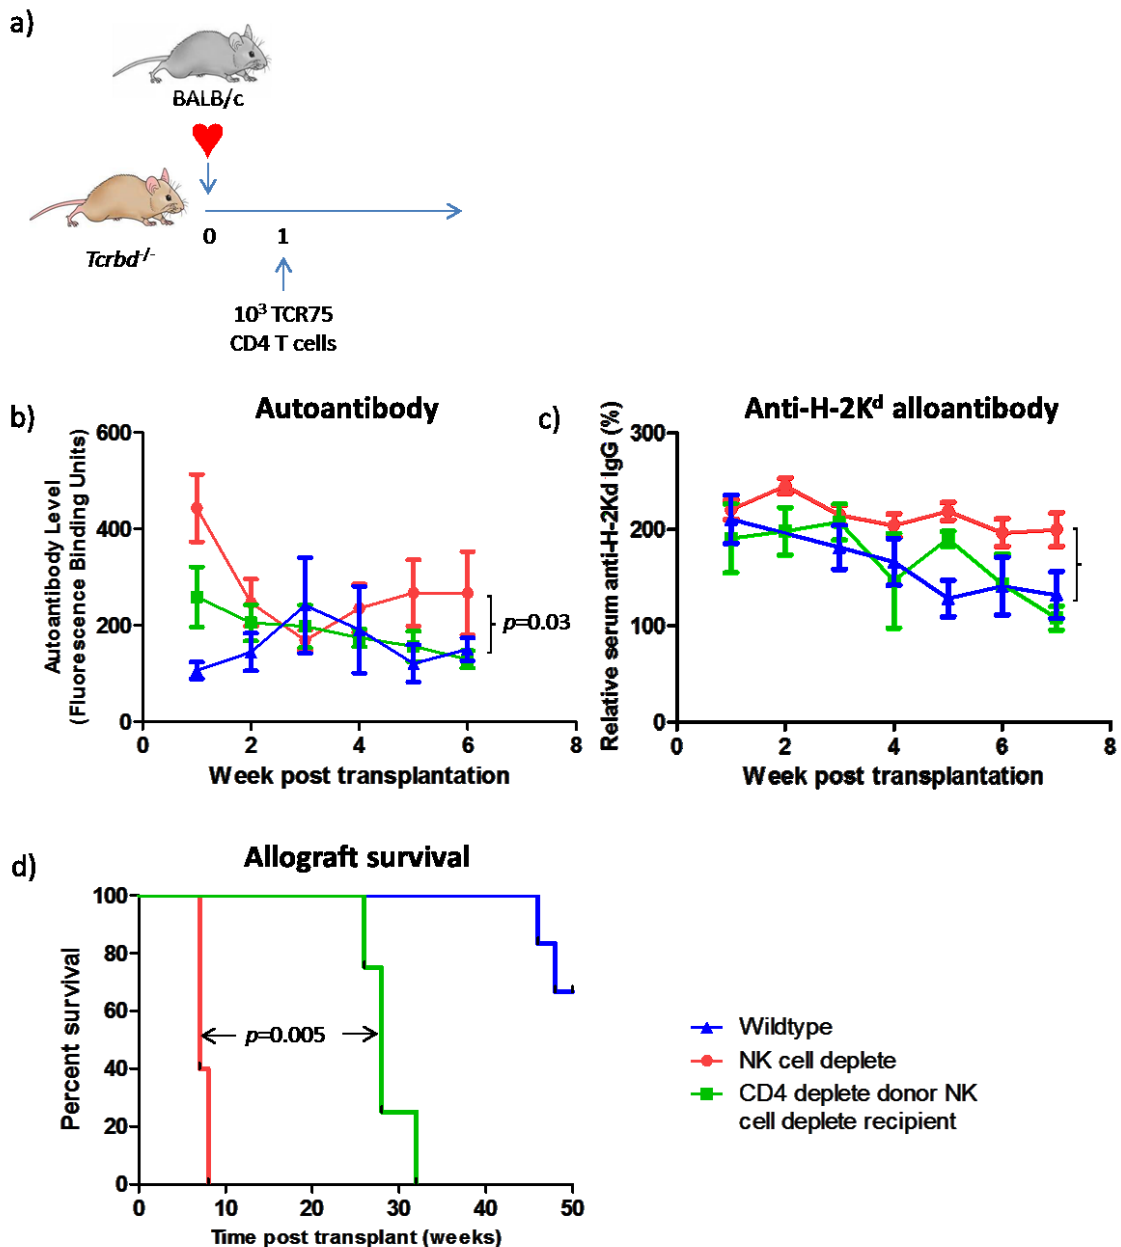 a)
BALB/c
Tcrbd-/-
0 1
10³ TCR75
CD4 T cells
b)
Autoantibody
Autoantibody Level
(Fluorescence Binding Units)
600
400
200
0
p=0.03
0 2 4 6 8
Week post transplantation
c)
Anti-H-2Kᵈ alloantibody
Relative serum anti-H-2Kd IgG (%)
300
200
100
0
0 2 4 6 8
Week post transplantation
d)
Allograft survival
Percent survival
100
80
60
40
20
0
p=0.005
0 10 20 30 40 50
Time post transplant (weeks)
Wildtype
NK cell deplete
CD4 deplete donor NK
cell deplete recipient